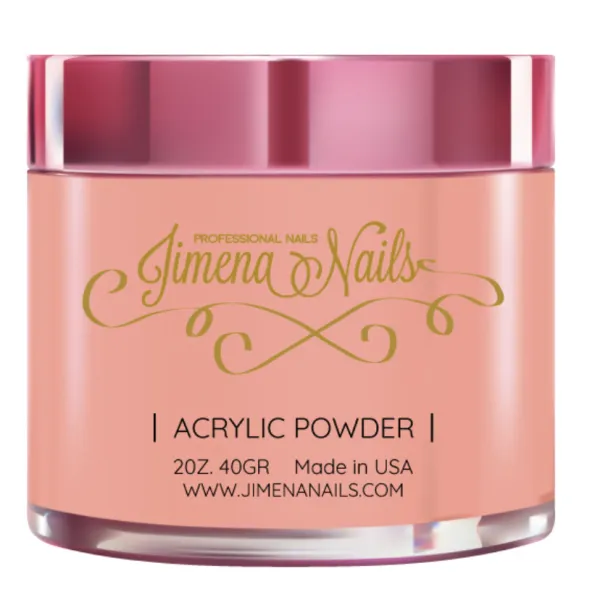 PROFESSIONAL NAILS
Jimena Nails
| ACRYLIC POWDER |
2OZ. 40GR Made in USA
WWW.JIMENANAILS.COM